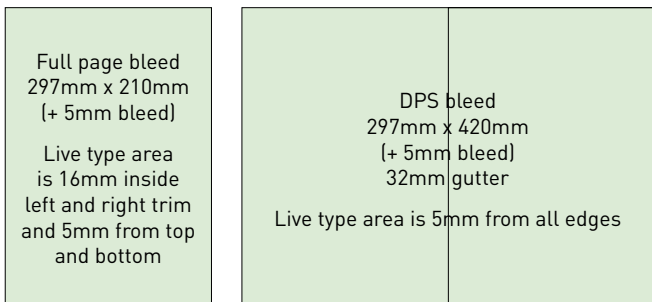 Full page bleed
297mm x 210mm
(+ 5mm bleed)
Live type area
is 16mm inside
left and right trim
and 5mm from top
and bottom
DPS bleed
297mm x 420mm
(+ 5mm bleed)
32mm gutter
Live type area is 5mm from all edges